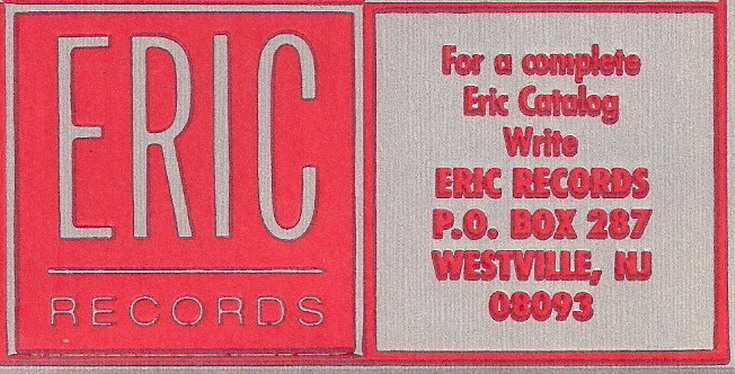 ERIC
RECORDS
For a complete
Eric Catalog
Write
ERIC RECORDS
P.O. BOX 287
WESTVILLE, NJ
08093